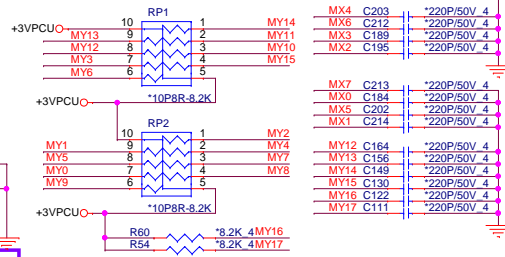 RP1
+3VPCU 10 1 MY14
MY13 9 2 MY11
MY12 8 3 MY10
MY3 7 4 MY15
MY6 6 5
*10P8R-8.2K
+3VPCU
RP2
10 1 MY2
MY1 9 2 MY4
MY5 8 3 MY7
MY0 7 4 MY8
MY9 6 5
*10P8R-8.2K
+3VPCU
R60 *8.2K_4 MY16
R54 *8.2K_4 MY17
MX4 C203 *220P/50V_4
MX6 C212 *220P/50V_4
MX3 C189 *220P/50V_4
MX2 C195 *220P/50V_4
MX7 C213 *220P/50V_4
MX0 C184 *220P/50V_4
MX5 C202 *220P/50V_4
MX1 C214 *220P/50V_4
MY12 C164 *220P/50V_4
MY13 C156 *220P/50V_4
MY14 C149 *220P/50V_4
MY15 C130 *220P/50V_4
MY16 C122 *220P/50V_4
MY17 C111 *220P/50V_4